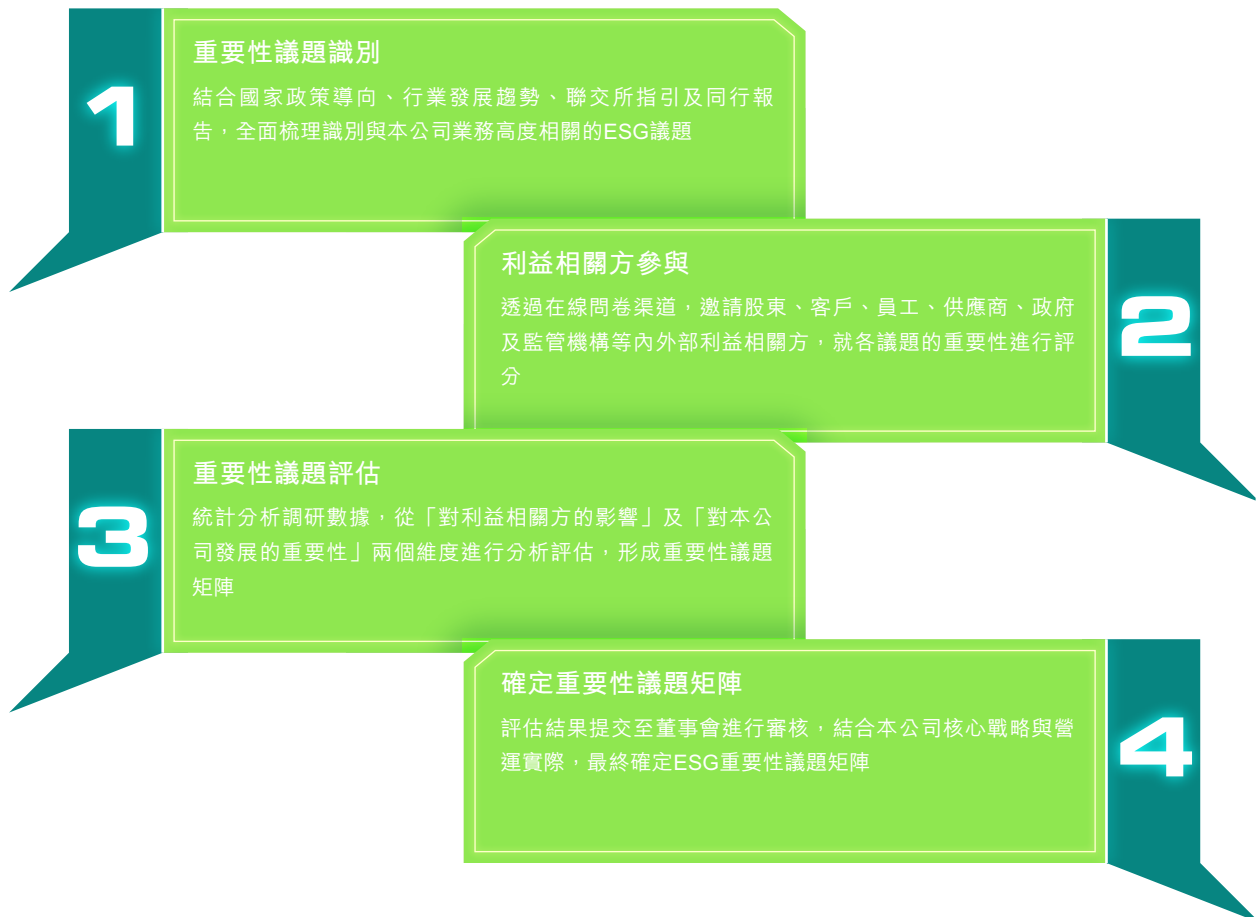 1
重要性議題識別
結合國家政策導向、行業發展趨勢、聯交所指引及同行報
告，全面梳理識別與本公司業務高度相關的ESG議題
2
利益相關方參與
透過在線問卷渠道，邀請股東、客戶、員工、供應商、政府
及監管機構等內外部利益相關方，就各議題的重要性進行評
分
3
重要性議題評估
統計分析調研數據，從「對利益相關方的影響」及「對本公
司發展的重要性」兩個維度進行分析評估，形成重要性議題
矩陣
4
確定重要性議題矩陣
評估結果提交至董事會進行審核，結合本公司核心戰略與營
運實際，最終確定ESG重要性議題矩陣